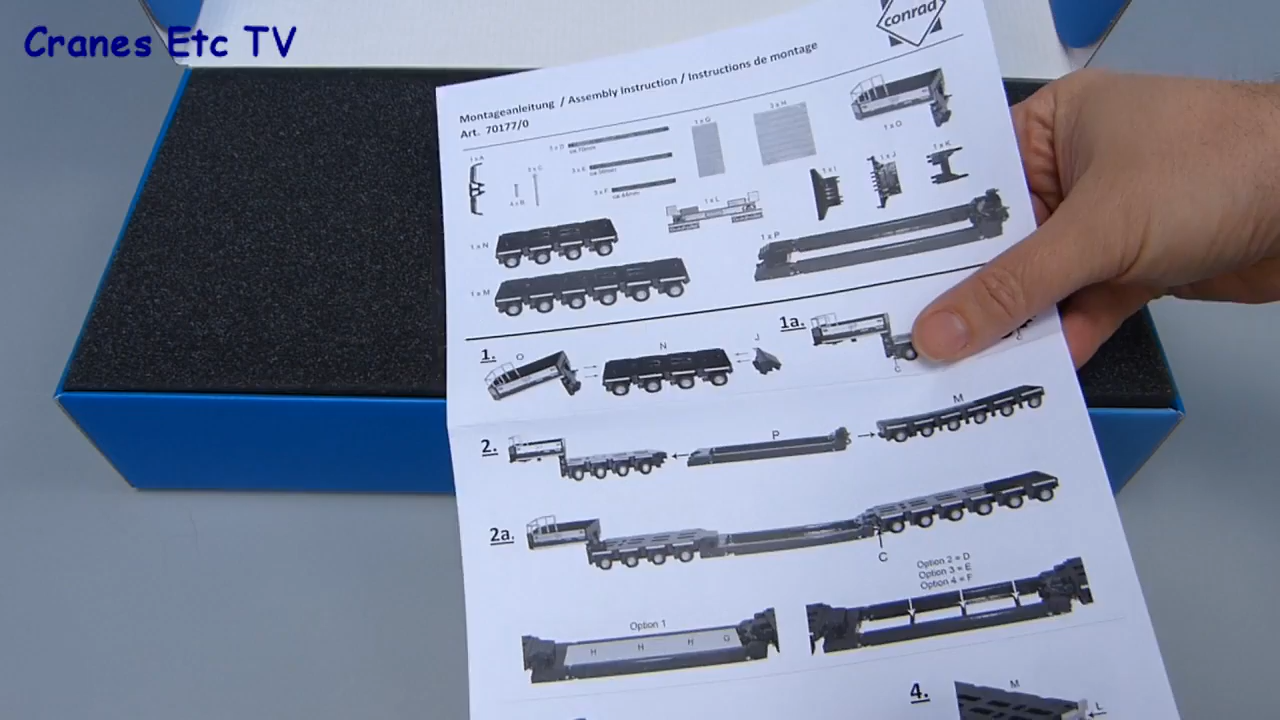 Cranes Etc TV
conrad
Montageanleitung / Assembly Instruction / Instructions de montage
Art. 70177/0
1 x A
4 x B
3 x D
ca.70mm
3 x E
3 x F
1 x G
3 x H
1 x O
1 x I
1 x J
1 x K
1 x L
1 x N
1 x P
1 x M
1.
O
N
J
1a.
C
C
2.
P
M
2a.
C
Option 2 = D
Option 3 = E
Option 4 = F
Option 1
H H H G
4.
M
L